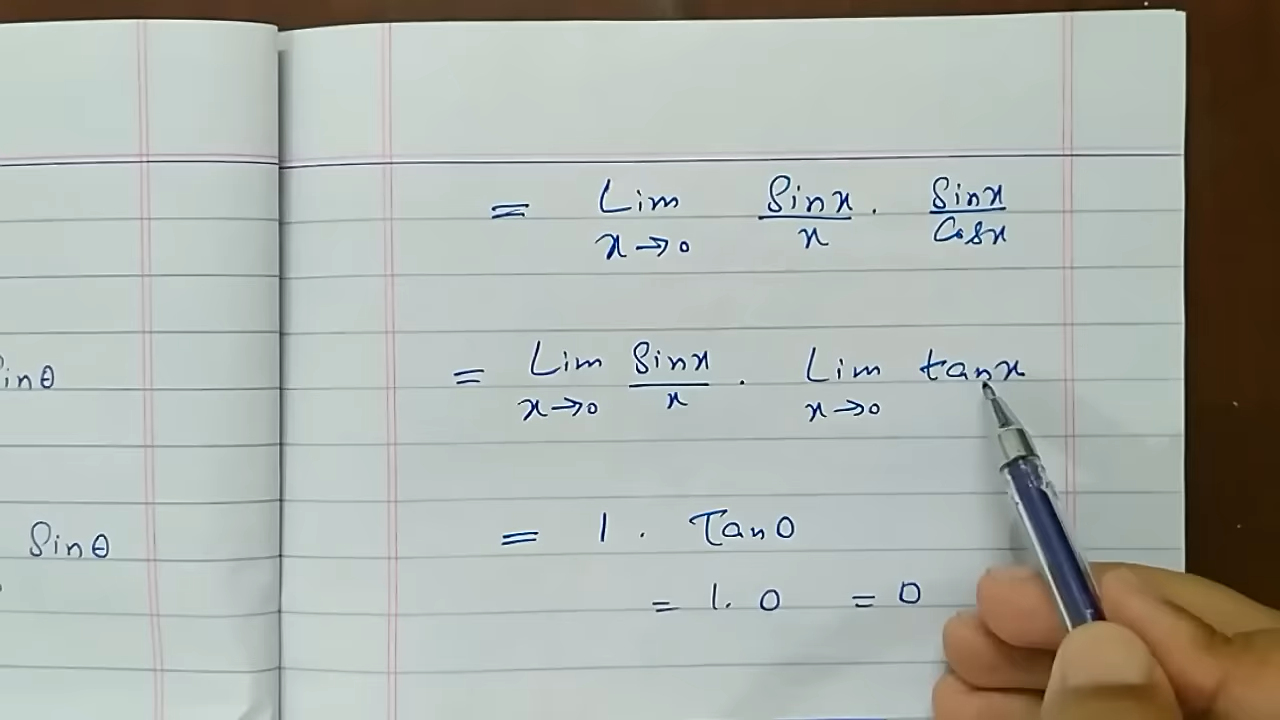 = Lim x→0 Sinx/x . Sinx/Cosx
= Lim x→0 Sinx/x . Lim x→0 tanx
inθ
= 1 . Tan0
Sinθ
= 1. 0 = 0